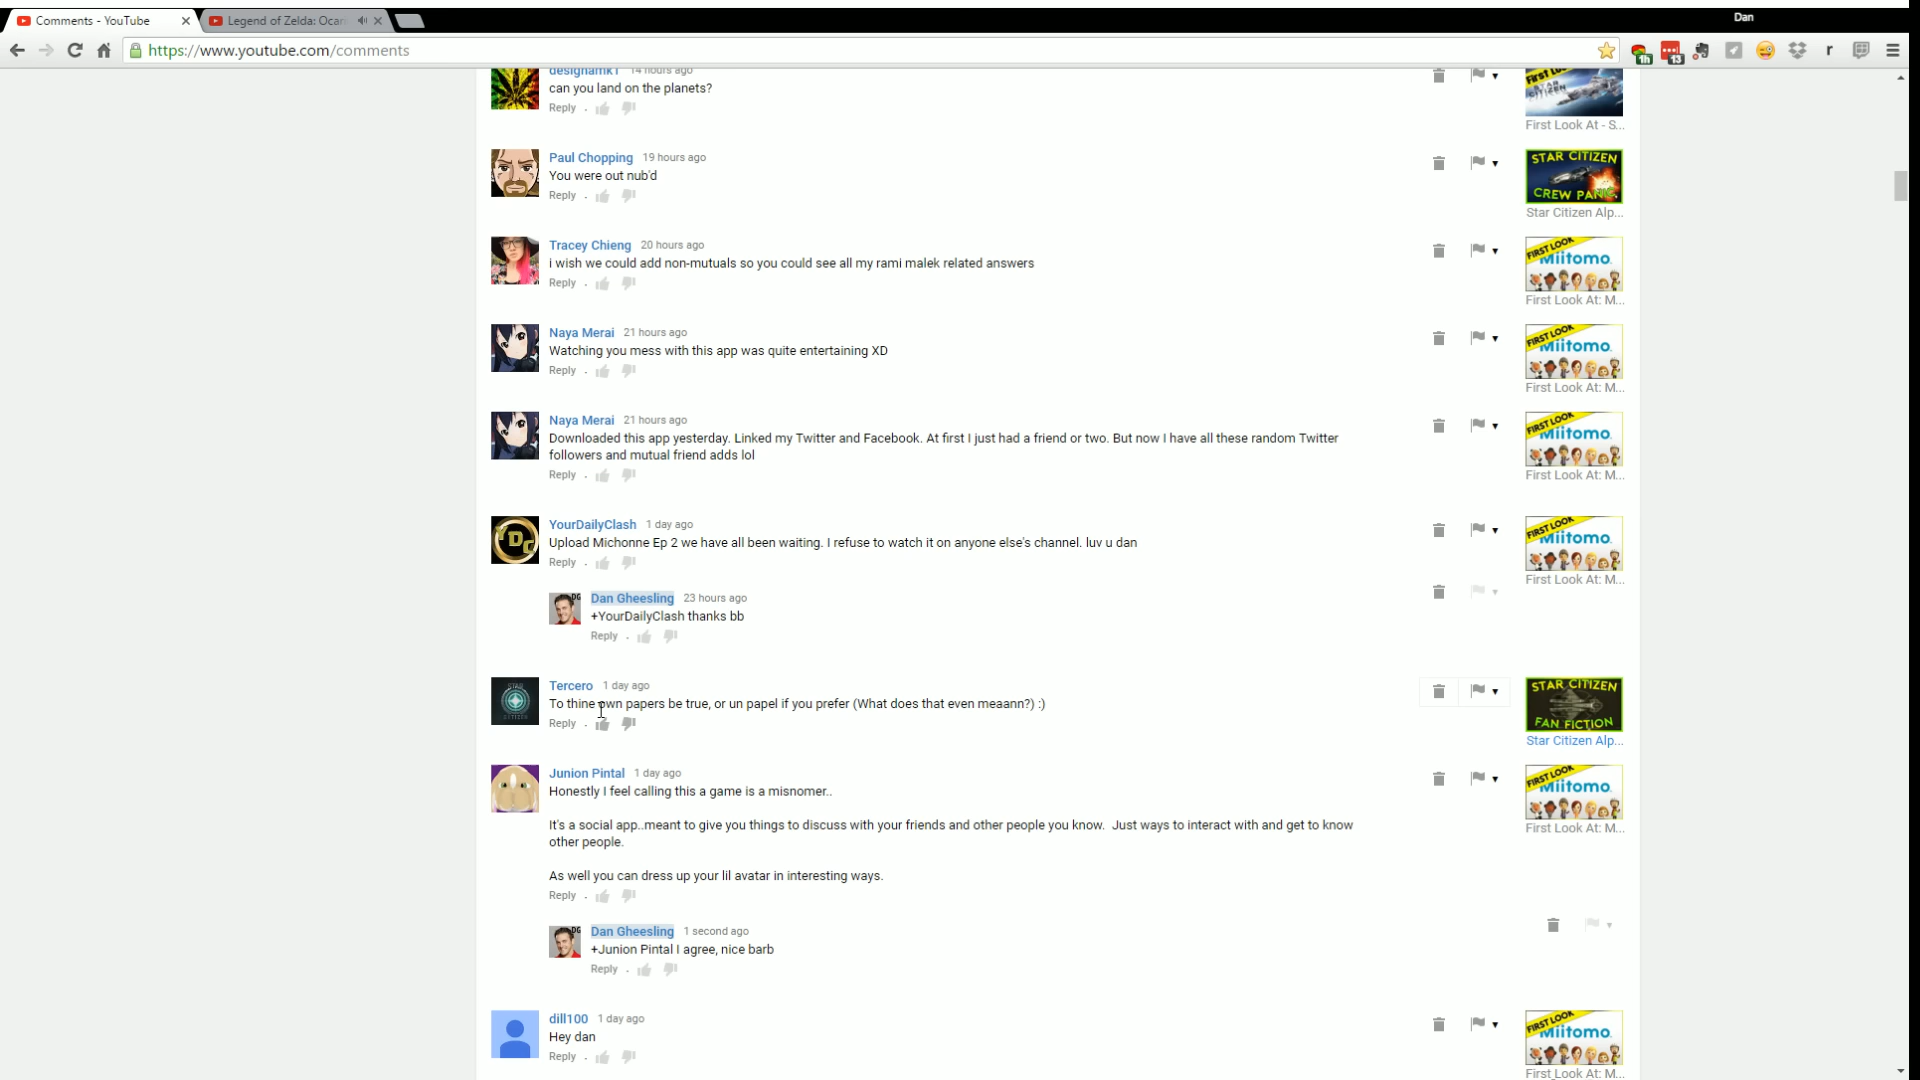 Dan
Comments - YouTube
Legend of Zelda: Ocar
https://www.youtube.com/comments
1h
13
r
designamk1 14 hours ago
can you land on the planets?
Reply
FIRST LOOK
STAR CITIZEN
First Look At - S...
Paul Chopping 19 hours ago
You were out nub'd
Reply
STAR CITIZEN
CREW PANIC
Star Citizen Alp...
Tracey Chieng 20 hours ago
i wish we could add non-mutuals so you could see all my rami malek related answers
Reply
FIRST LOOK
Miitomo
First Look At: M...
Naya Merai 21 hours ago
Watching you mess with this app was quite entertaining XD
Reply
FIRST LOOK
Miitomo
First Look At: M...
Naya Merai 21 hours ago
Downloaded this app yesterday. Linked my Twitter and Facebook. At first I just had a friend or two. But now I have all these random Twitter
followers and mutual friend adds lol
Reply
FIRST LOOK
Miitomo
First Look At: M...
YDC
YourDailyClash 1 day ago
Upload Michonne Ep 2 we have all been waiting. I refuse to watch it on anyone else's channel. luv u dan
Reply
FIRST LOOK
Miitomo
First Look At: M...
DG
Dan Gheesling 23 hours ago
+YourDailyClash thanks bb
Reply
STAR
CITIZEN
Tercero 1 day ago
To thine own papers be true, or un papel if you prefer (What does that even meaann?) :)
Reply
STAR CITIZEN
FAN FICTION
Star Citizen Alp...
Junion Pintal 1 day ago
Honestly I feel calling this a game is a misnomer..
It's a social app..meant to give you things to discuss with your friends and other people you know. Just ways to interact with and get to know
other people.
As well you can dress up your lil avatar in interesting ways.
Reply
FIRST LOOK
Miitomo
First Look At: M...
DG
Dan Gheesling 1 second ago
+Junion Pintal I agree, nice barb
Reply
dill100 1 day ago
Hey dan
Reply
FIRST LOOK
Miitomo
First Look At: M...